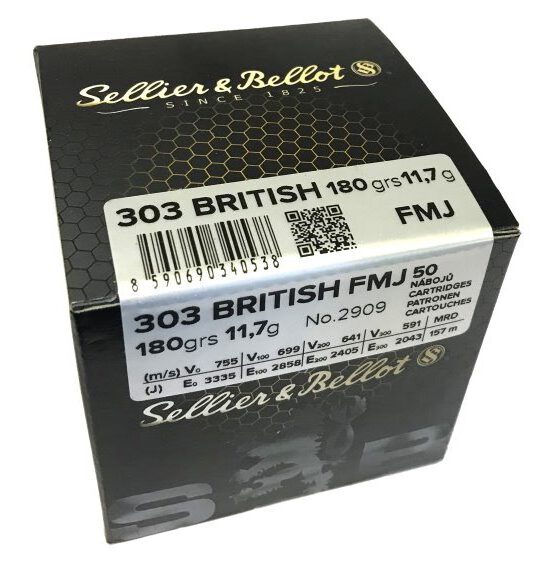 Sellier & Bellot
SINCE 1825
303 BRITISH 180 grs 11,7 g
FMJ
8 590690 340538
303 BRITISH FMJ 50
NÁBOJŮ
CARTRIDGES
PATRONEN
CARTOUCHES
180grs 11,7g No.2909
(m/s) V0 755 V100 699 V200 641 V300 591 MRD
(J) E0 3335 E100 2858 E200 2405 E300 2043 157 m
Sellier & Bellot
S&B